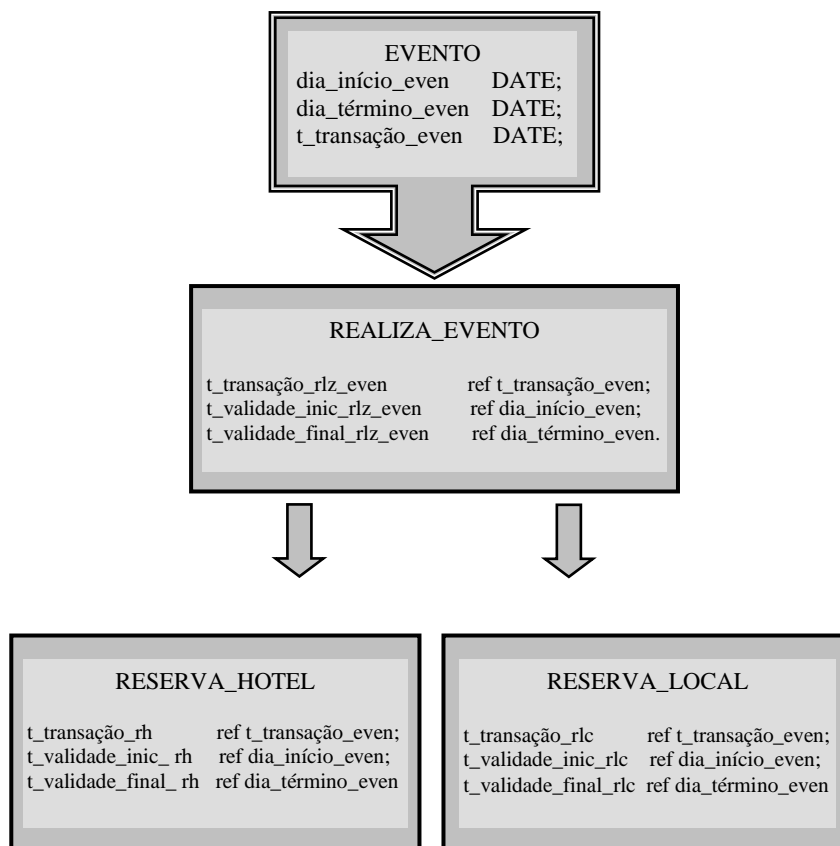 EVENTO
dia_início_even DATE;
dia_término_even DATE;
t_transação_even DATE;
REALIZA_EVENTO
t_transação_rlz_even ref t_transação_even;
t_validade_inic_rlz_even ref dia_início_even;
t_validade_final_rlz_even ref dia_término_even.
RESERVA_HOTEL
t_transação_rh ref t_transação_even;
t_validade_inic_ rh ref dia_início_even;
t_validade_final_ rh ref dia_término_even
RESERVA_LOCAL
t_transação_rlc ref t_transação_even;
t_validade_inic_rlc ref dia_início_even;
t_validade_final_rlc ref dia_término_even